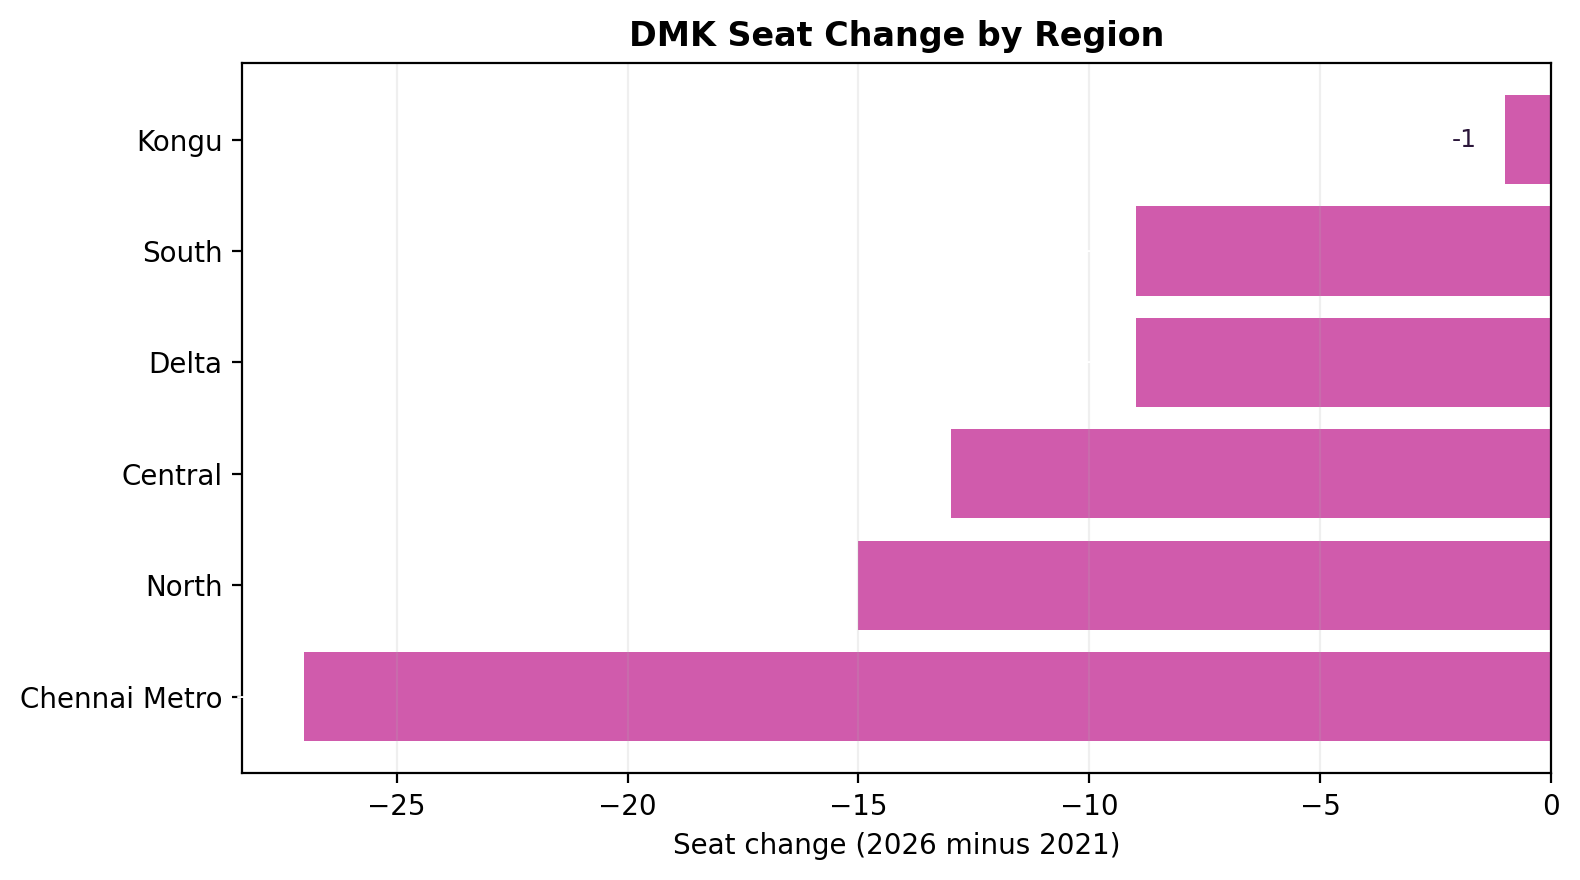 DMK Seat Change by Region
Kongu
-1
South
Delta
Central
North
Chennai Metro
−25
−20
−15
−10
−5
0
Seat change (2026 minus 2021)